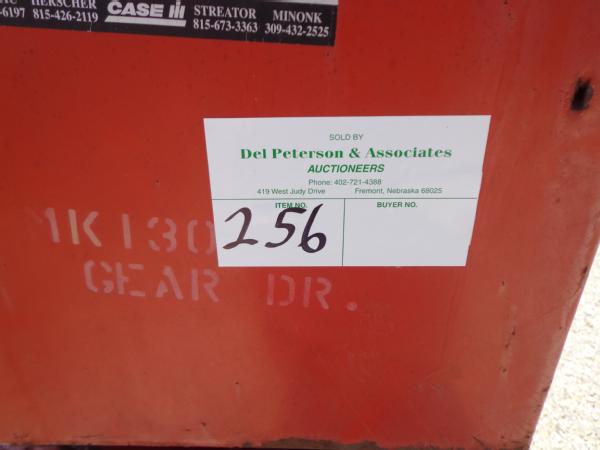 HERSCHER STREATOR MINONK
-6197 815-426-2119 CASE IH 815-673-3363 309-432-2525
SOLD BY
Del Peterson & Associates
AUCTIONEERS
Phone: 402-721-4388
419 West Judy Drive Fremont, Nebraska 68025
ITEM NO. BUYER NO.
256
MK130
GEAR DR.